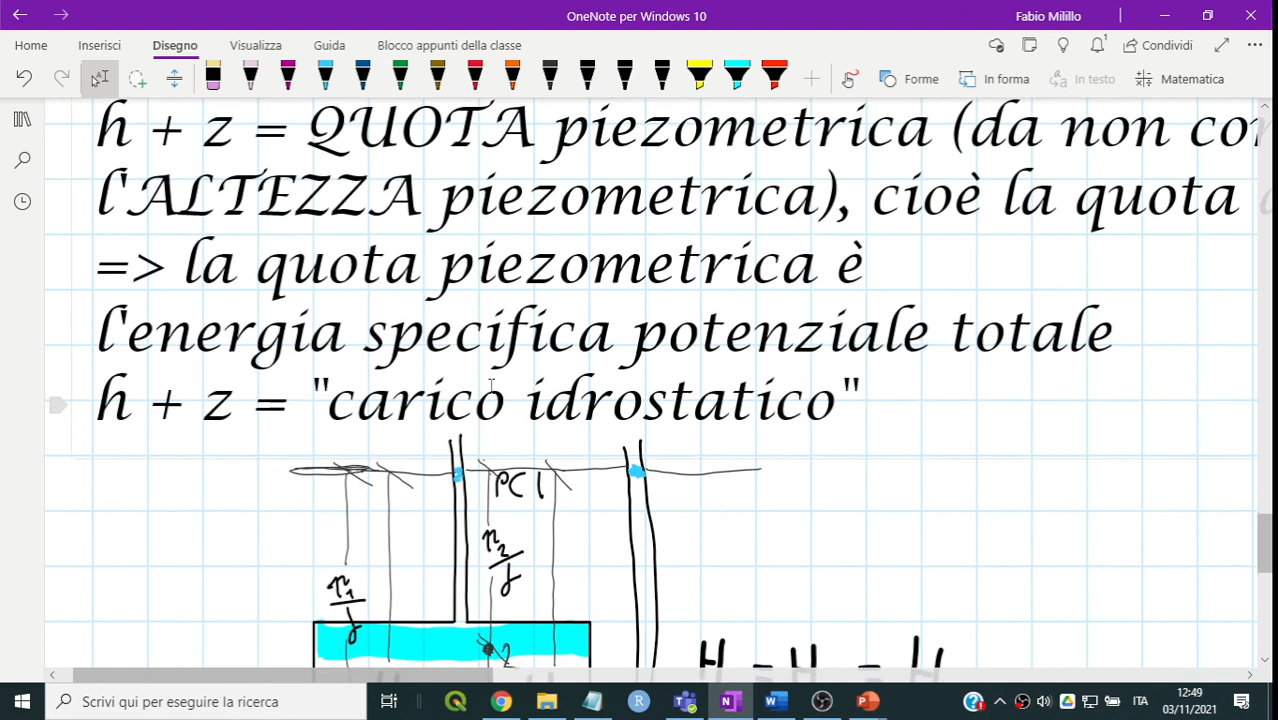 OneNote per Windows 10
Fabio Milillo
Home Inserisci Disegno Visualizza Guida Blocco appunti della classe
Condividi
Forme In forma In testo Matematica
h + z = QUOTA piezometrica (da non
l'ALTEZZA piezometrica), cioè la quota
=> la quota piezometrica è
l'energia specifica potenziale totale
h + z = "carico idrostatico"
PC1
2
H = H = H
Scrivi qui per eseguire la ricerca
ITA
12:49
03/11/2021